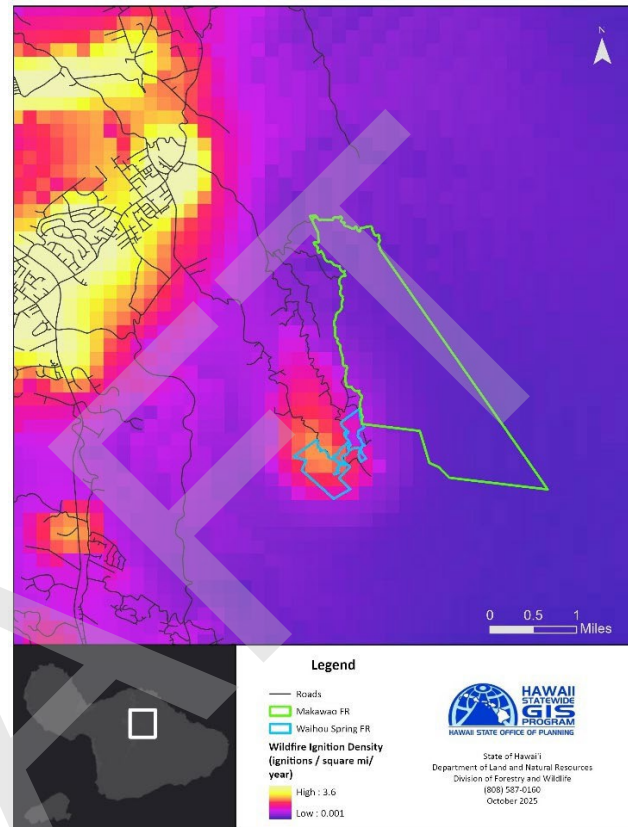 N
0 0.5 1
Miles
Legend
Roads
Makawao FR
Waihou Spring FR
Wildfire Ignition Density
(ignitions / square mi/
year)
High : 3.6
Low : 0.001
HAWAII
STATEWIDE
GIS
PROGRAM
HAWAII STATE OFFICE OF PLANNING
State of Hawai'i
Department of Land and Natural Resources
Division of Forestry and Wildlife
(808) 587-0160
October 2025